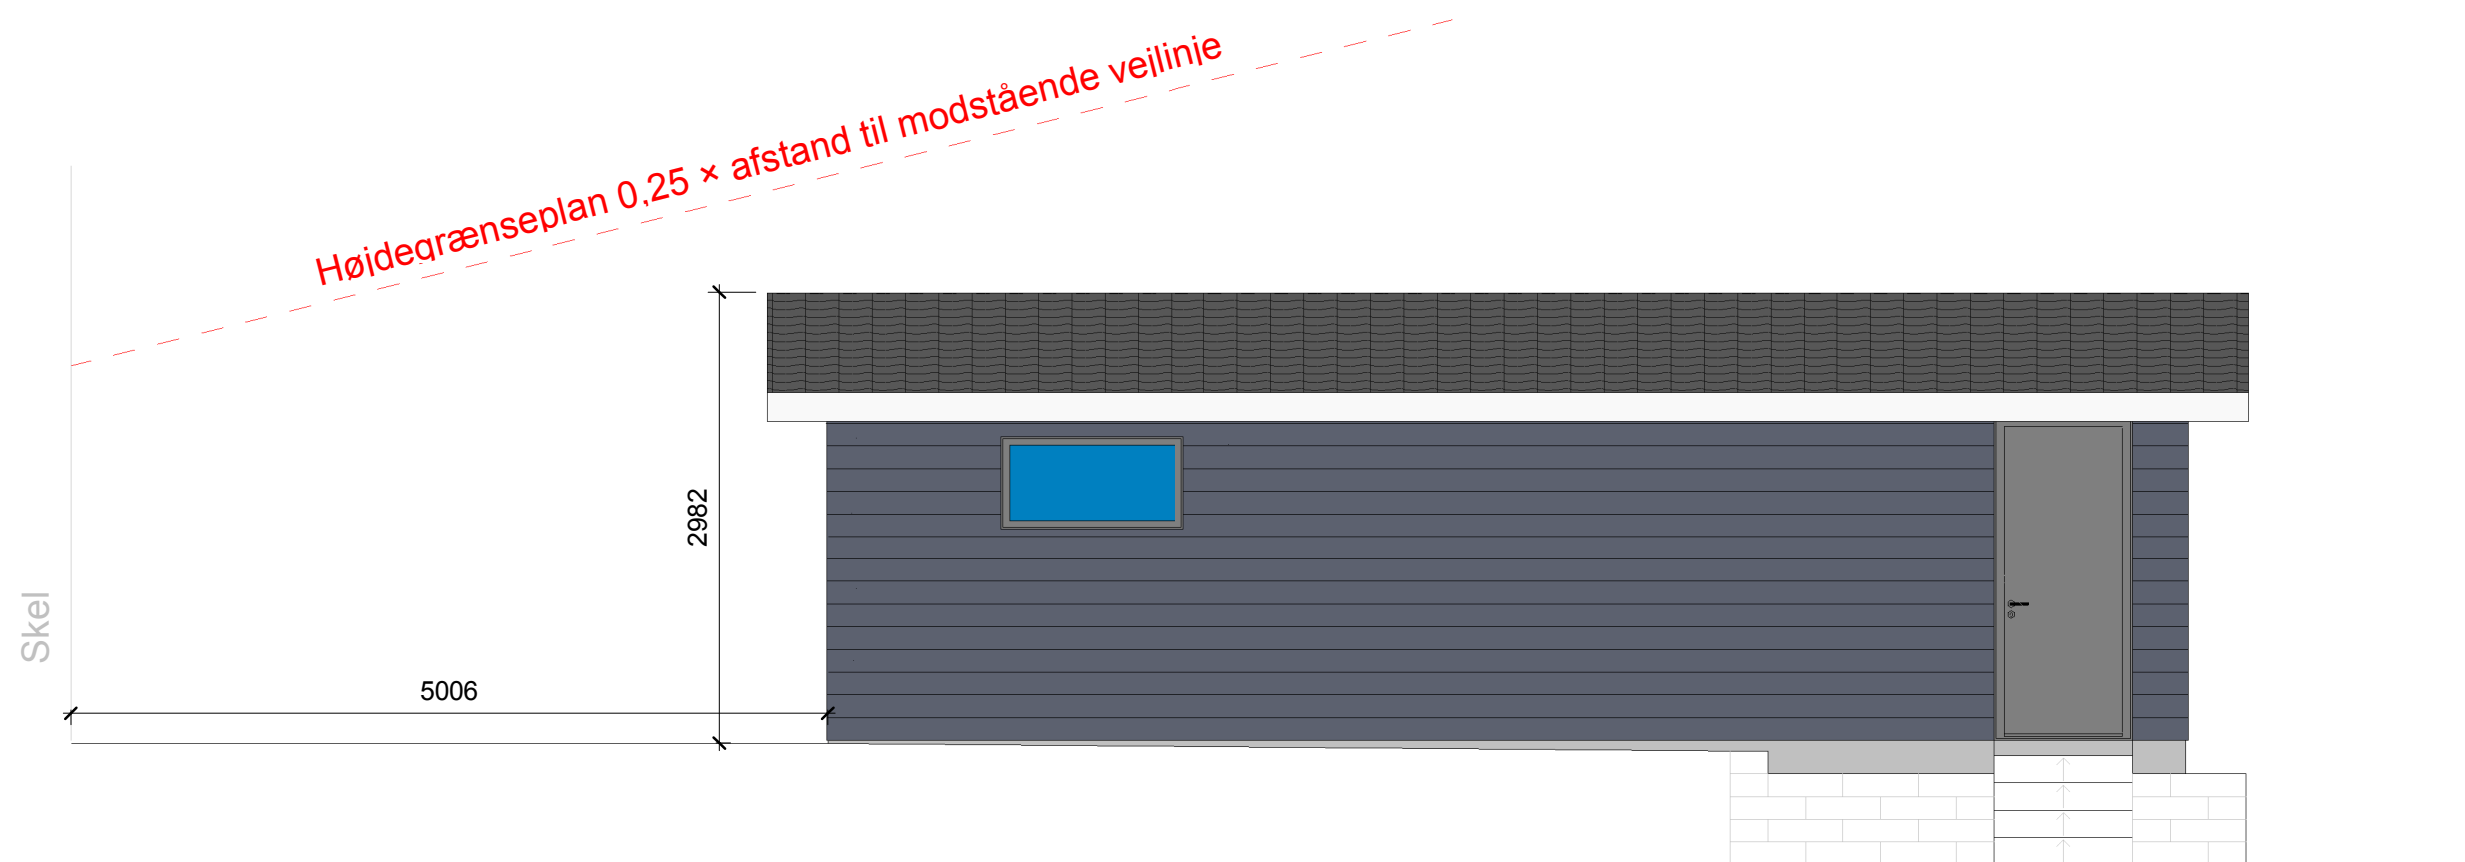 Højdegrænseplan 0,25 × afstand til modstående vejlinje
2982
Skel
5006